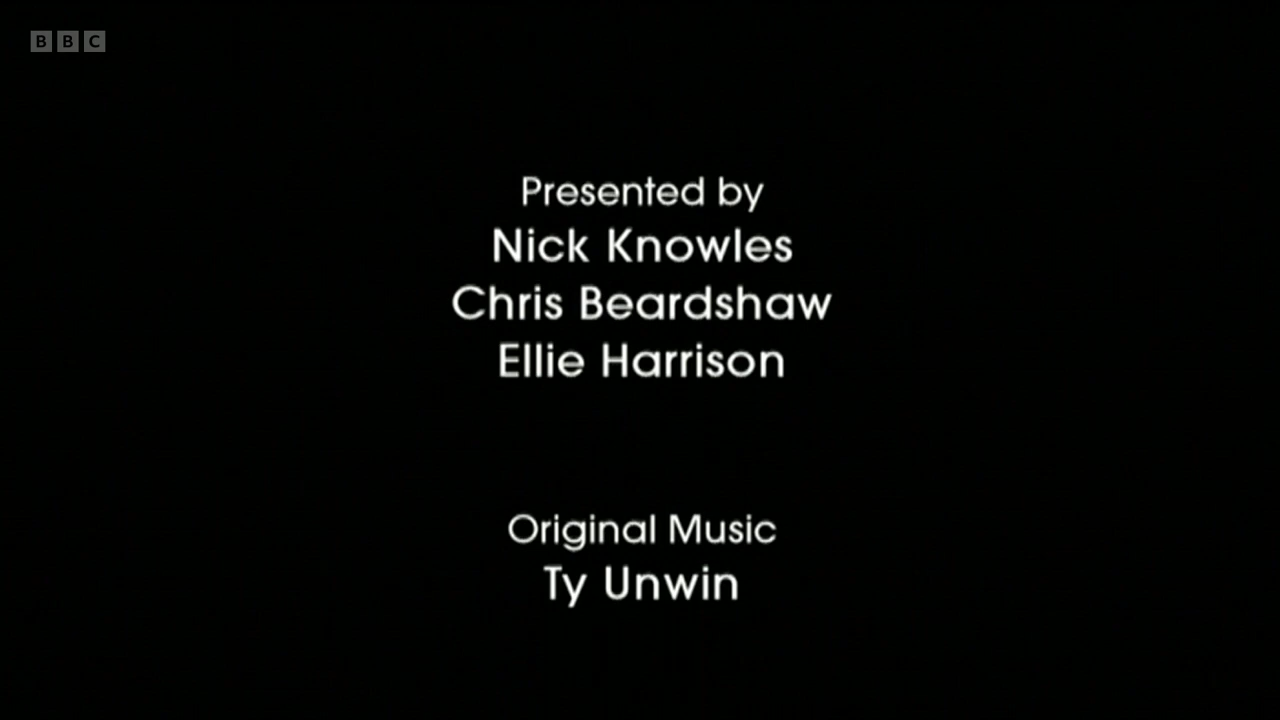 BBC
Presented by
Nick Knowles
Chris Beardshaw
Ellie Harrison
Original Music
Ty Unwin